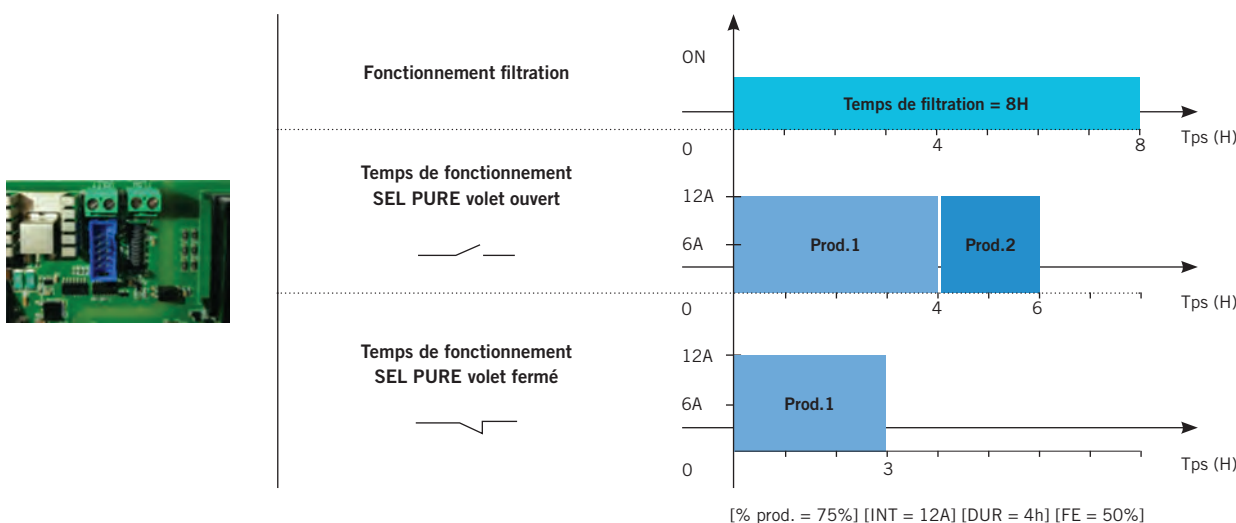 Fonctionnement filtration
ON
Temps de filtration = 8H
0
4
8
Tps (H)
Temps de fonctionnement
SEL PURE volet ouvert
12A
6A
Prod.1
Prod.2
0
4
6
Tps (H)
Temps de fonctionnement
SEL PURE volet fermé
12A
6A
Prod.1
0
3
Tps (H)
[% prod. = 75%] [INT = 12A] [DUR = 4h] [FE = 50%]